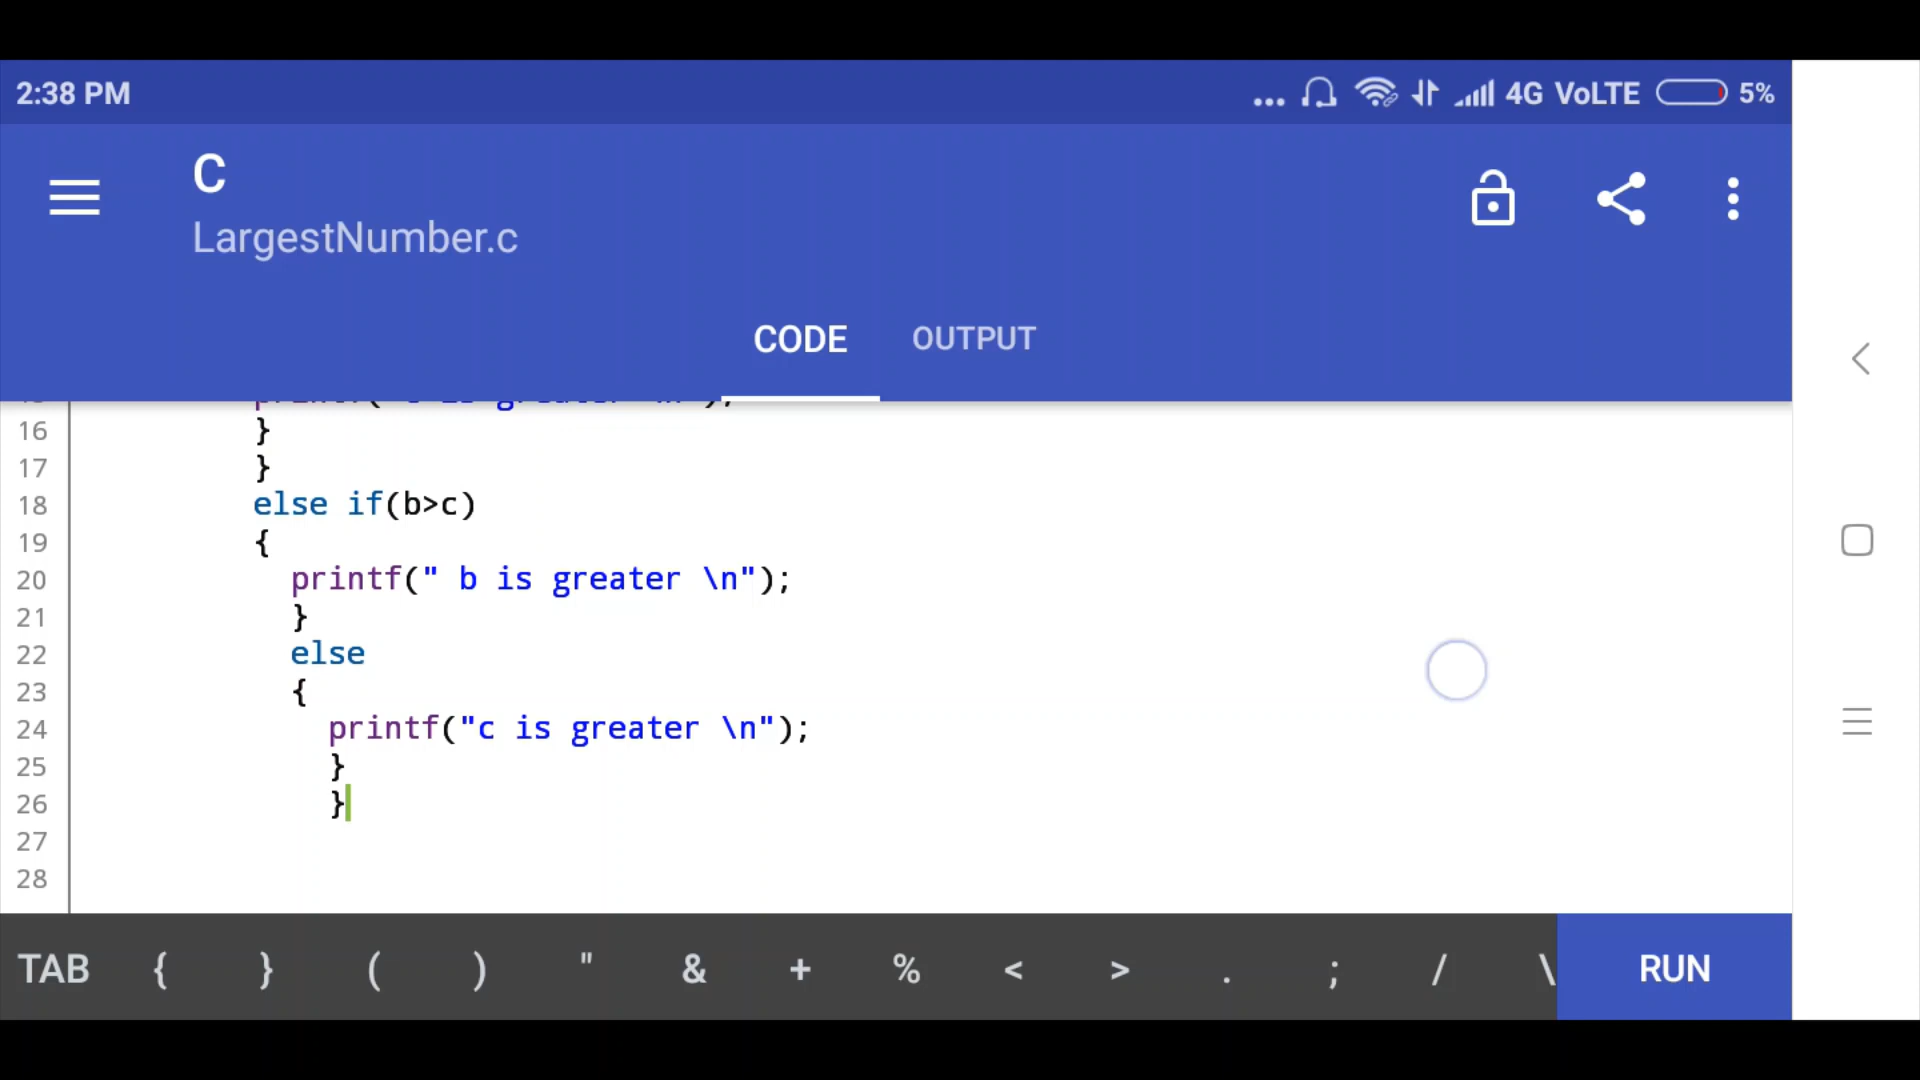 2:38 PM
... 4G VoLTE 5%
C
LargestNumber.c
CODE OUTPUT
16 }
17 }
18 else if(b>c)
19 {
20 printf(" b is greater \n");
21 }
22 else
23 {
24 printf("c is greater \n");
25 }
26 }
27
28
TAB { } ( ) " & + % < > . ; / \ RUN